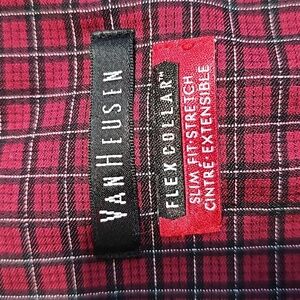 VAN HEUSEN
FLEX COLLAR™
SLIM FIT STRETCH
CINTRÉ · EXTENSIBLE